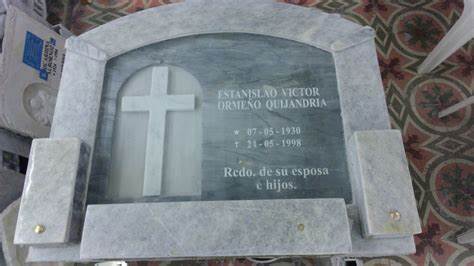 ESTANISLAO VICTOR
ORMEÑO QUIJANDRIA
★ 07-05-1930
✝ 21-05-1998
Rcdo. de su esposa
e hijos.